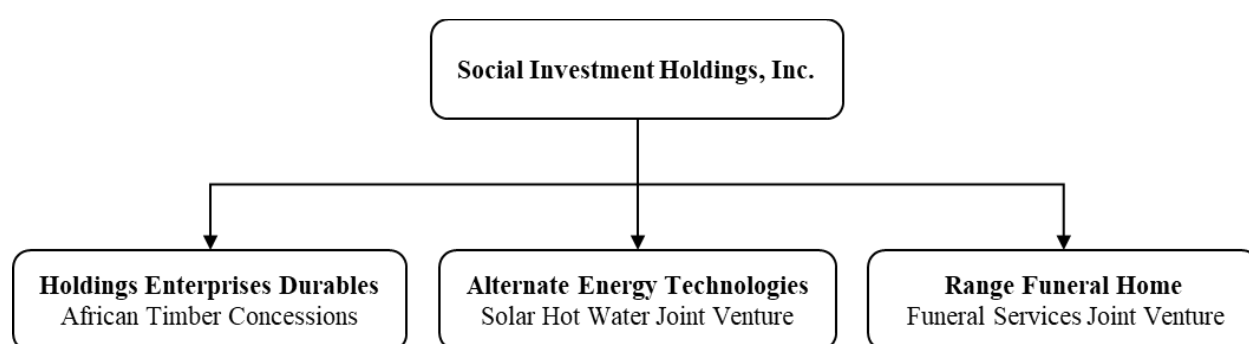 Social Investment Holdings, Inc.
Holdings Enterprises Durables
African Timber Concessions
Alternate Energy Technologies
Solar Hot Water Joint Venture
Range Funeral Home
Funeral Services Joint Venture